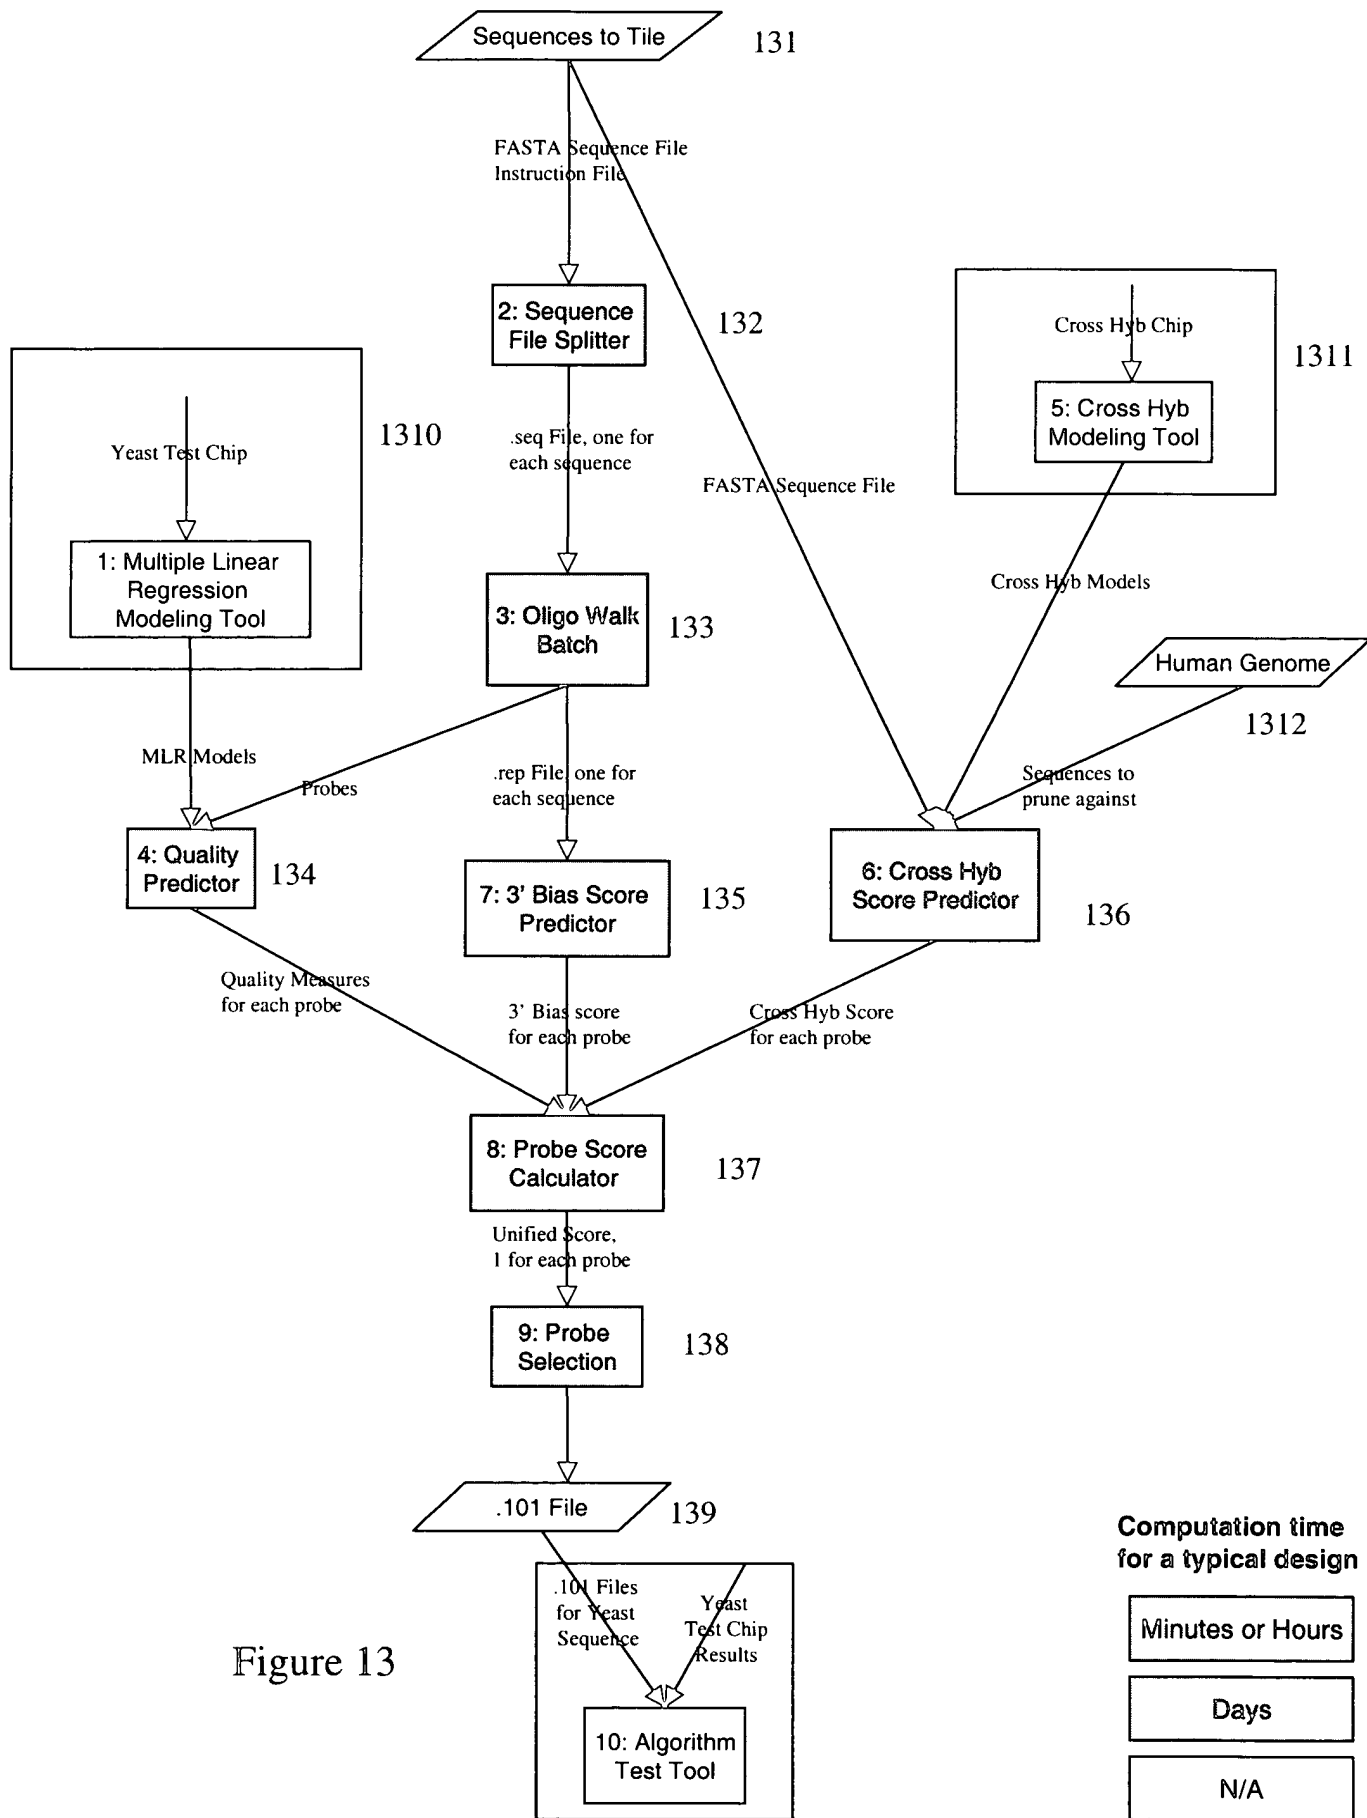 Sequences to Tile
131
FASTA Sequence File
Instruction File
2: Sequence
File Splitter
132
Cross Hyb Chip
1311
5: Cross Hyb
Modeling Tool
Yeast Test Chip
1310
.seq File, one for
each sequence
FASTA Sequence File
1: Multiple Linear
Regression
Modeling Tool
Cross Hyb Models
3: Oligo Walk
Batch
133
Human Genome
1312
MLR Models
Probes
.rep File, one for
each sequence
Sequences to
prune against
4: Quality
Predictor
134
7: 3' Bias Score
Predictor
135
6: Cross Hyb
Score Predictor
136
Quality Measures
for each probe
3' Bias score
for each probe
Cross Hyb Score
for each probe
8: Probe Score
Calculator
137
Unified Score,
1 for each probe
9: Probe
Selection
138
.101 File
139
Computation time
for a typical design
.101 Files
for Yeast
Sequence
Yeast
Test Chip
Results
Minutes or Hours
Figure 13
Days
10: Algorithm
Test Tool
N/A